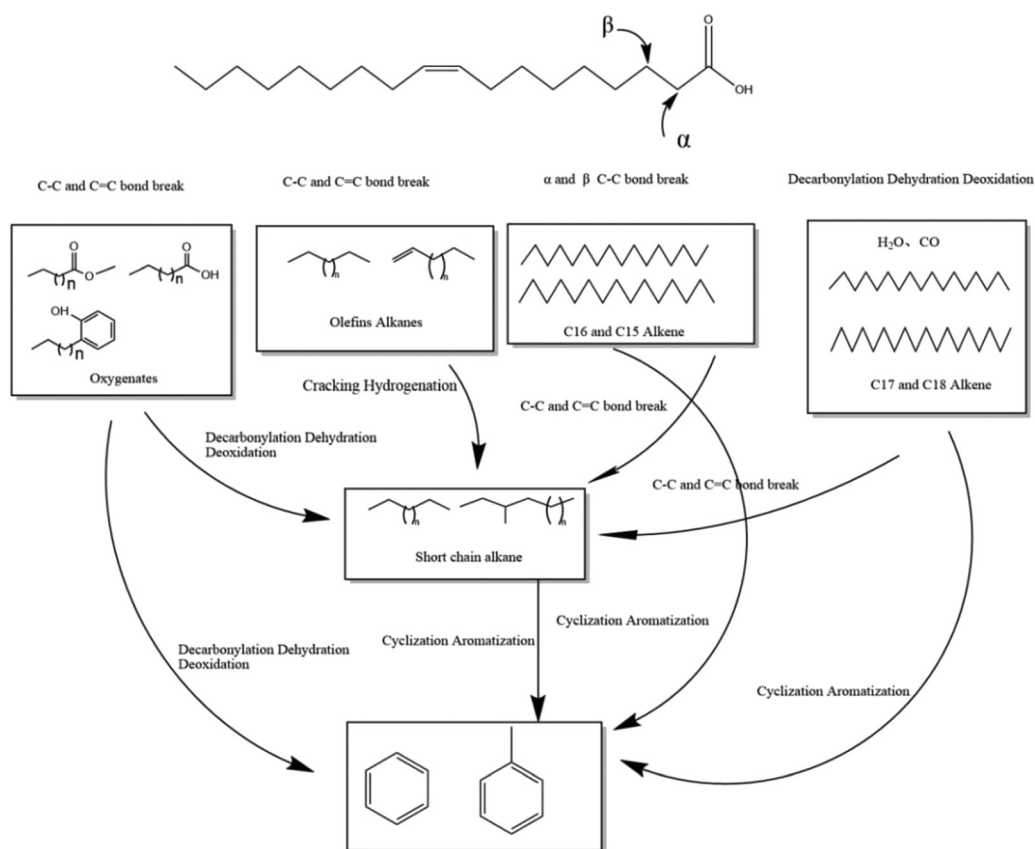 β
O
OH
α
C-C and C=C bond break
C-C and C=C bond break
α and β C-C bond break
Decarbonylation Dehydration Deoxidation
O
O
n
O
OH
n
OH
n
Oxygenates
n
n
Olefins Alkanes
C16 and C15 Alkene
H₂O、CO
C17 and C18 Alkene
Cracking Hydrogenation
C-C and C=C bond break
Decarbonylation Dehydration
Deoxidation
C-C and C=C bond break
n
n
Short chain alkane
Cyclization Aromatization
Cyclization Aromatization
Decarbonylation Dehydration
Deoxidation
Cyclization Aromatization